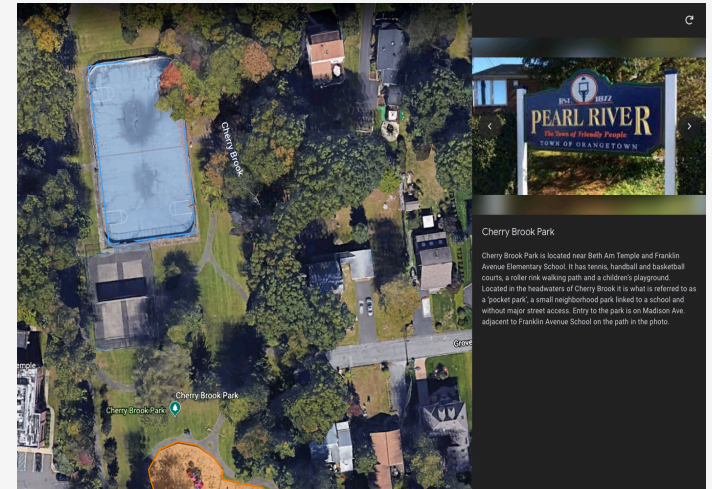 Cherry Brook
Grove
emple
Cherry Brook Park
Cherry Brook Park
EST. 1872
PEARL RIVER
The Town of Friendly People
TOWN OF ORANGETOWN
Cherry Brook Park
Cherry Brook Park is located near Beth Am Temple and Franklin
Avenue Elementary School. It has tennis, handball and basketball
courts, a roller rink walking path and a children's playground.
Located in the headwaters of Cherry Brook it is what is referred to as
a 'pocket park', a small neighborhood park linked to a school and
without major street access. Entry to the park is on Madison Ave.
adjacent to Franklin Avenue School on the path in the photo.